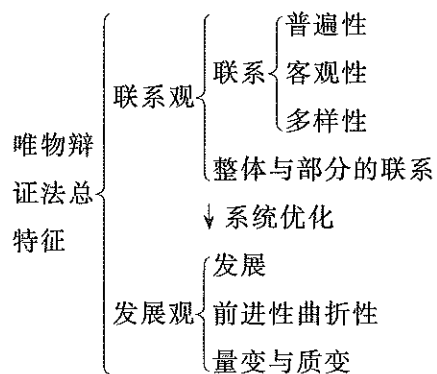 唯物辩
证法总
特征
联系观
联系
普遍性
客观性
多样性
整体与部分的联系
系统优化
发展观
发展
前进性曲折性
量变与质变